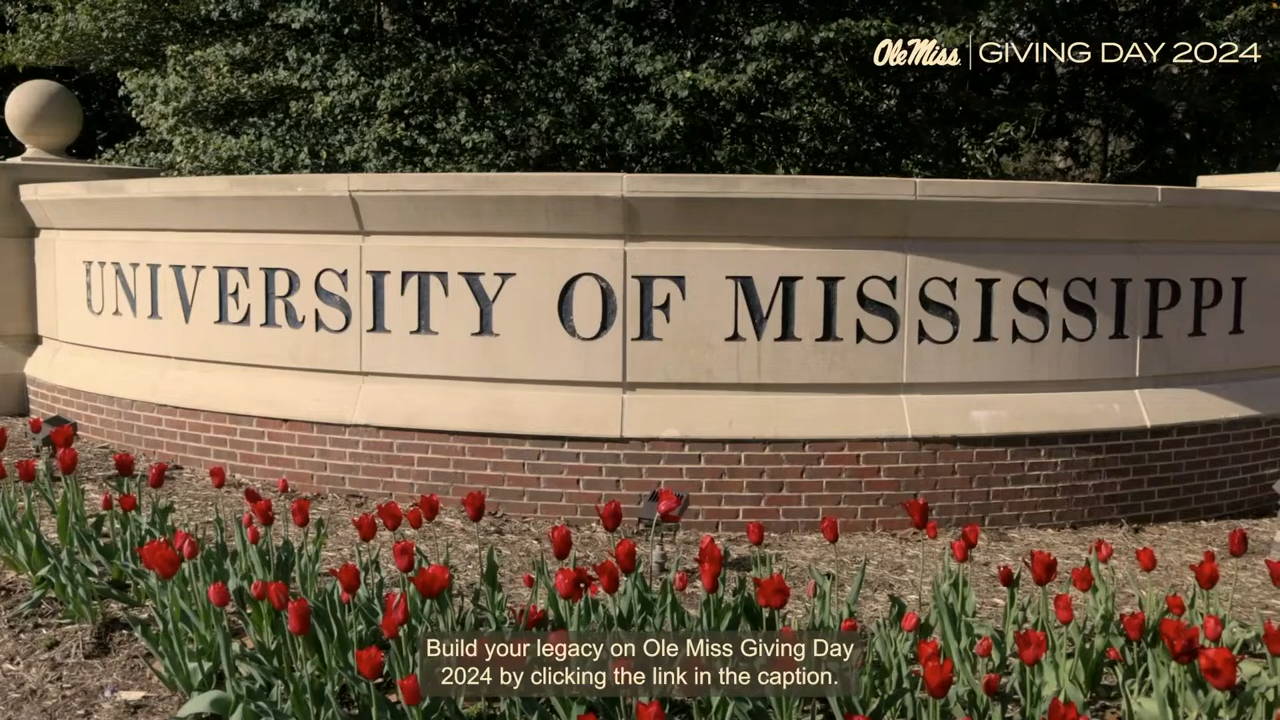 Ole Miss | GIVING DAY 2024
UNIVERSITY OF MISSISSIPPI
Build your legacy on Ole Miss Giving Day
2024 by clicking the link in the caption.